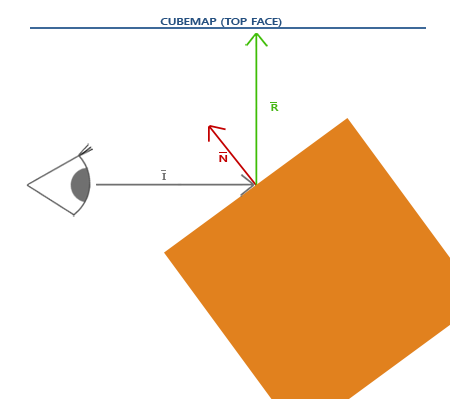 CUBEMAP (TOP FACE)
R̅
N̅
I̅